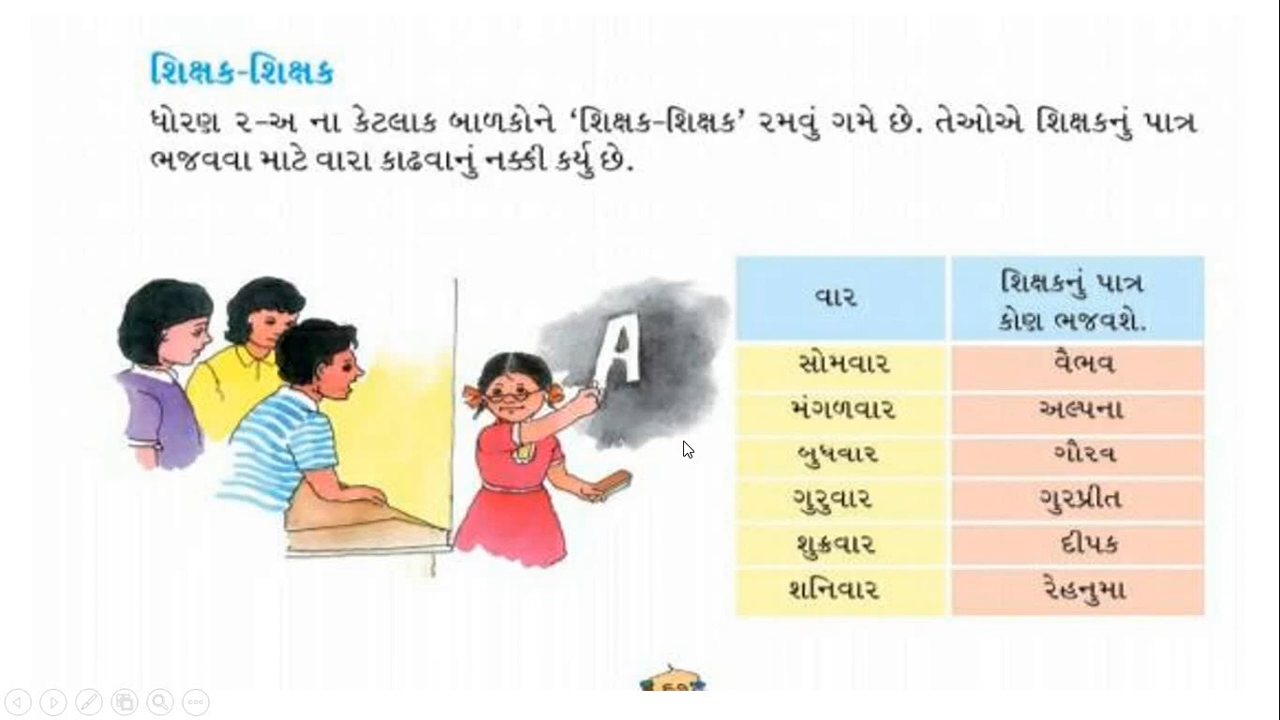 શિક્ષક-શિક્ષક
ધોરણ ૨-અ ના કેટલાક બાળકોને ‘શિક્ષક-શિક્ષક’ રમવું ગમે છે. તેઓએ શિક્ષકનું પાત્ર
ભજવવા માટે વારા કાઢવાનું નક્કી કર્યુ છે.
A
વાર શિક્ષકનું પાત્ર
કોણ ભજવશે.
સોમવાર વૈભવ
મંગળવાર અલ્પના
બુધવાર ગૌરવ
ગુરુવાર ગુરપ્રીત
શુક્રવાર દીપક
શનિવાર રેહનુમા